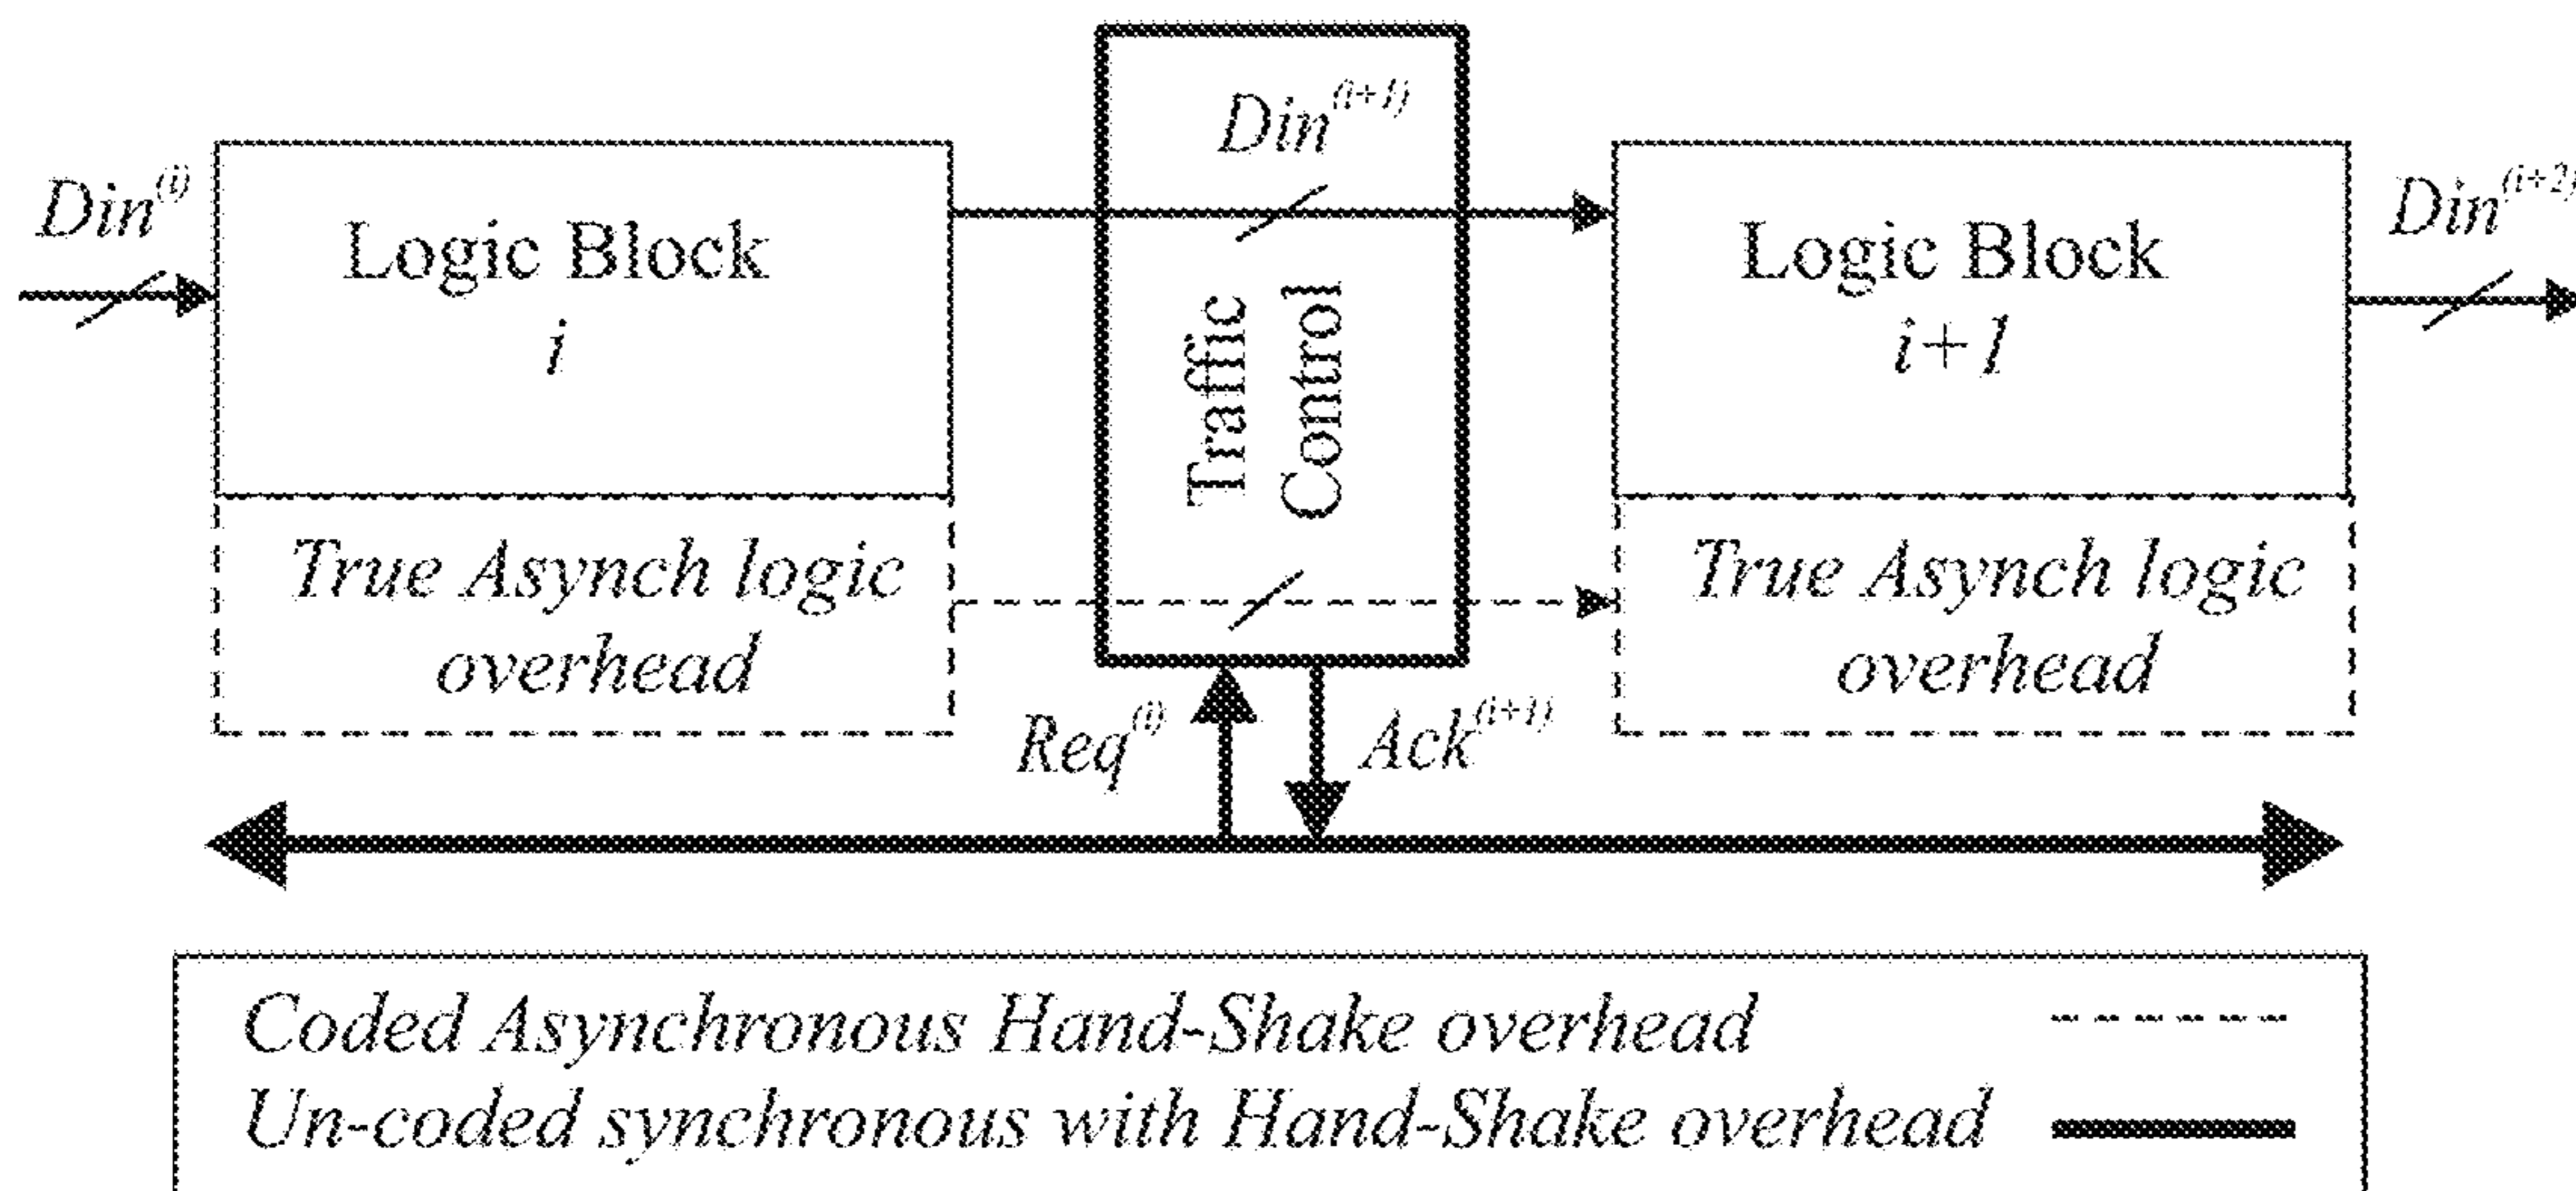 Din^(i)
Logic Block
i
True Asynch logic
overhead
Din^(i+1)
Traffic
Control
Req^(i)
Ack^(i+1)
Logic Block
i+1
True Asynch logic
overhead
Din^(i+2)
Coded Asynchronous Hand-Shake overhead
Un-coded synchronous with Hand-Shake overhead